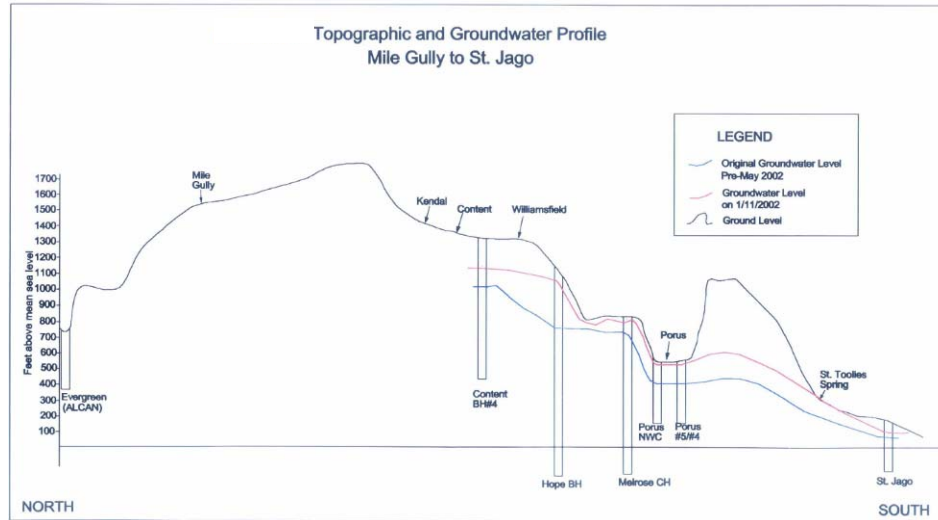 Topographic and Groundwater Profile
Mile Gully to St. Jago
LEGEND
Original Groundwater Level
Pre-May 2002
Groundwater Level
on 1/11/2002
Ground Level
Feet above mean sea level
1700
1600
1500
1400
1300
1200
1100
1000
900
800
700
600
500
400
300
200
100
Mile
Gully
Kendal
Content
Williamsfield
Porus
St. Toolies
Spring
Evergreen
(ALCAN)
Content
BH#4
Porus
NWC
Porus
#5/#4
Hope BH
Melrose CH
St. Jago
NORTH
SOUTH